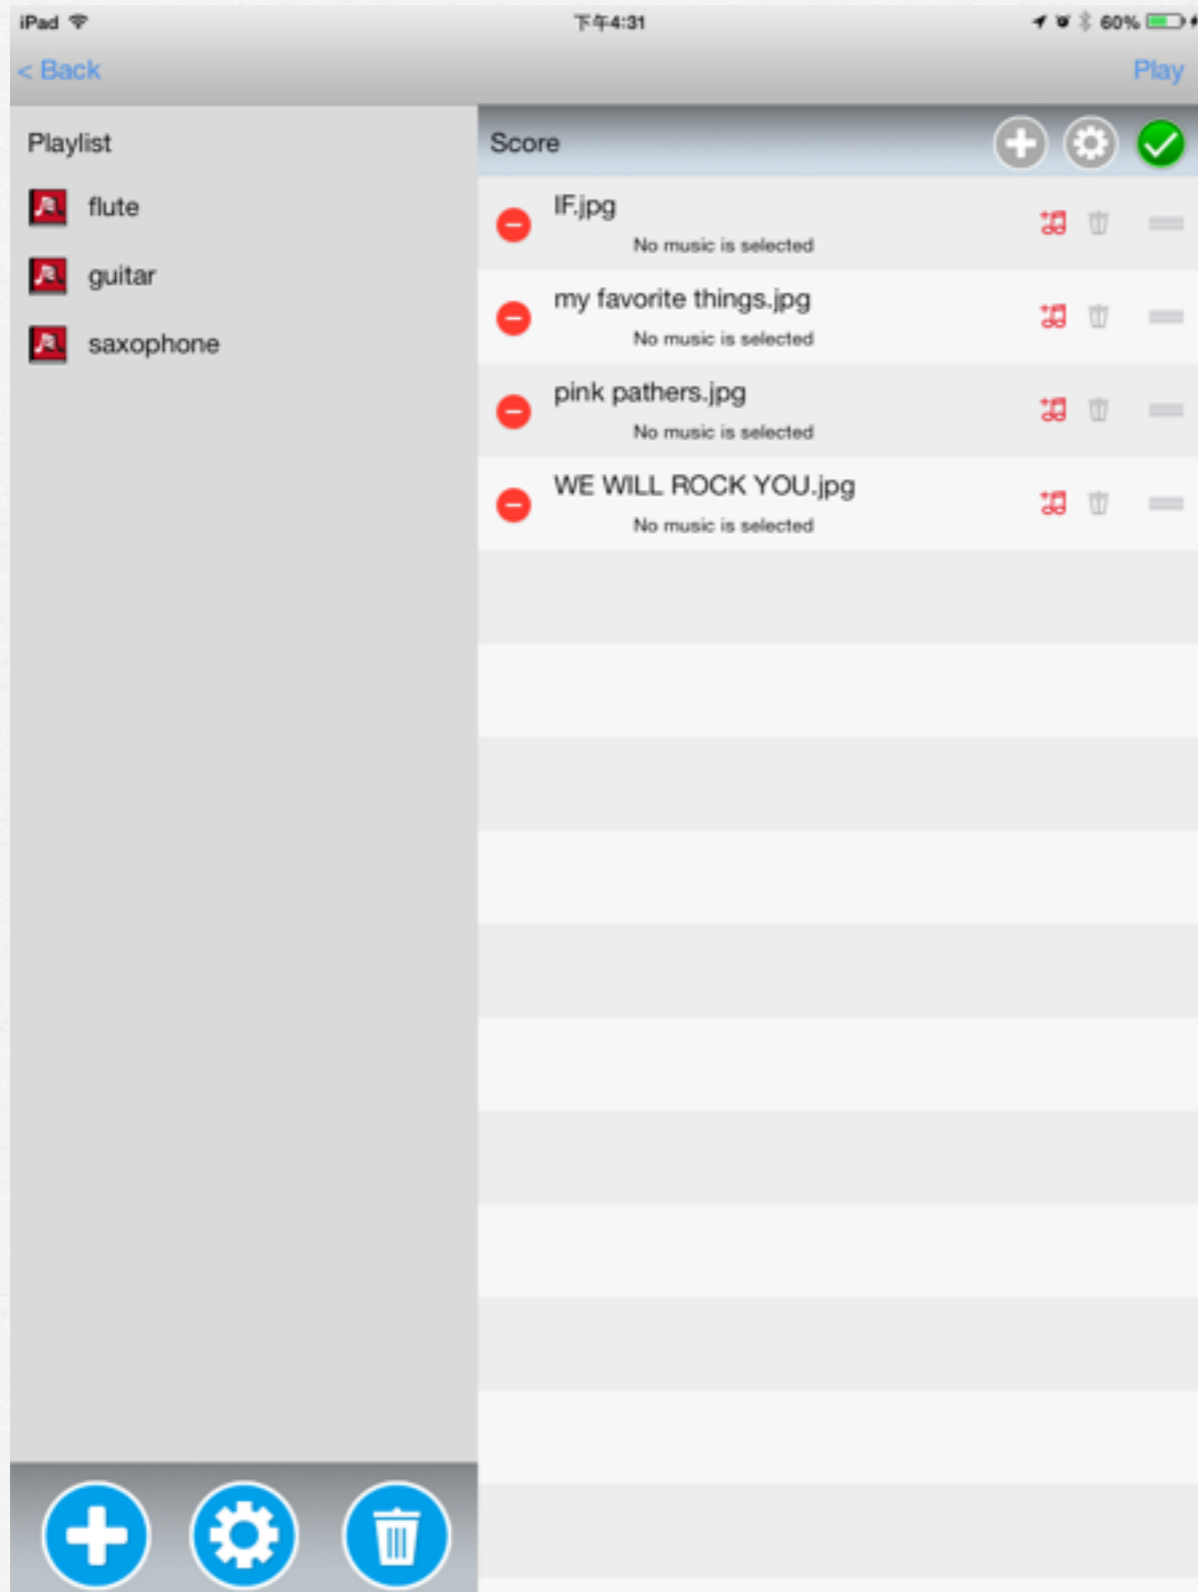 iPad 下午4:31 60%
< Back Play
Playlist
flute
guitar
saxophone
Score
IF.jpg
No music is selected
my favorite things.jpg
No music is selected
pink pathers.jpg
No music is selected
WE WILL ROCK YOU.jpg
No music is selected